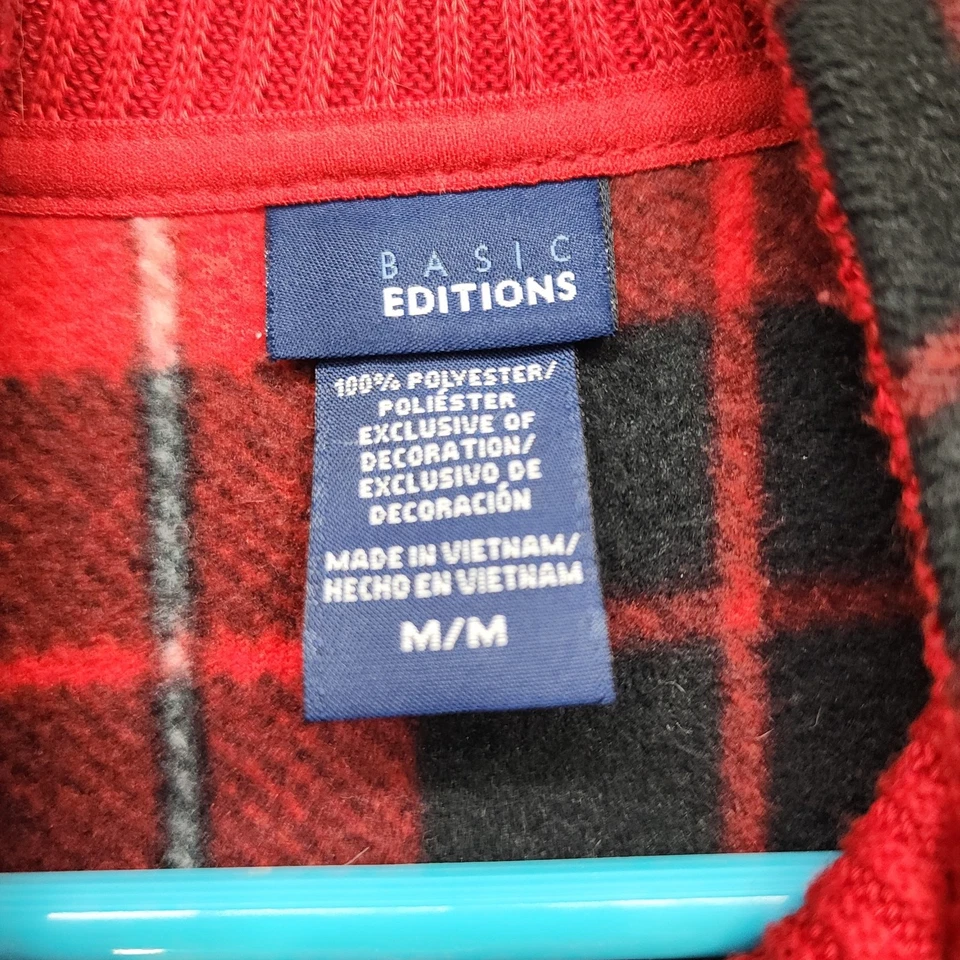 BASIC
EDITIONS
100% POLYESTER/
POLIÉSTER
EXCLUSIVE OF
DECORATION/
EXCLUSIVO DE
DECORACIÓN
MADE IN VIETNAM/
HECHO EN VIETNAM
M/M